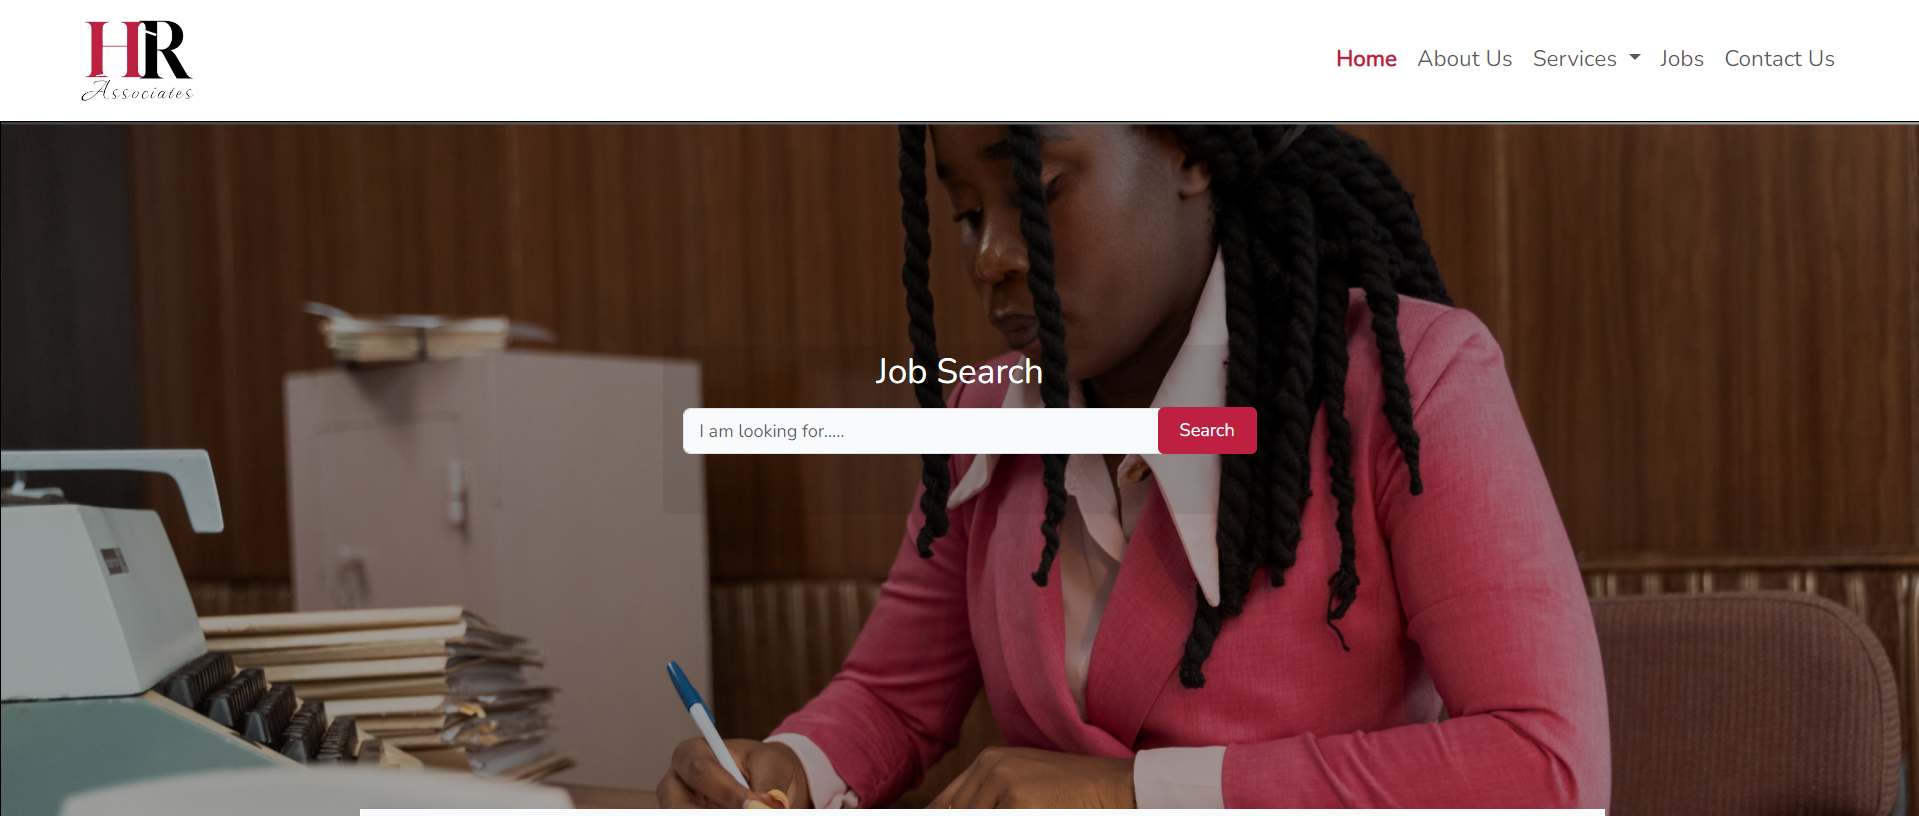 HR
Associates
Home About Us Services Jobs Contact Us
Job Search
I am looking for.....
Search